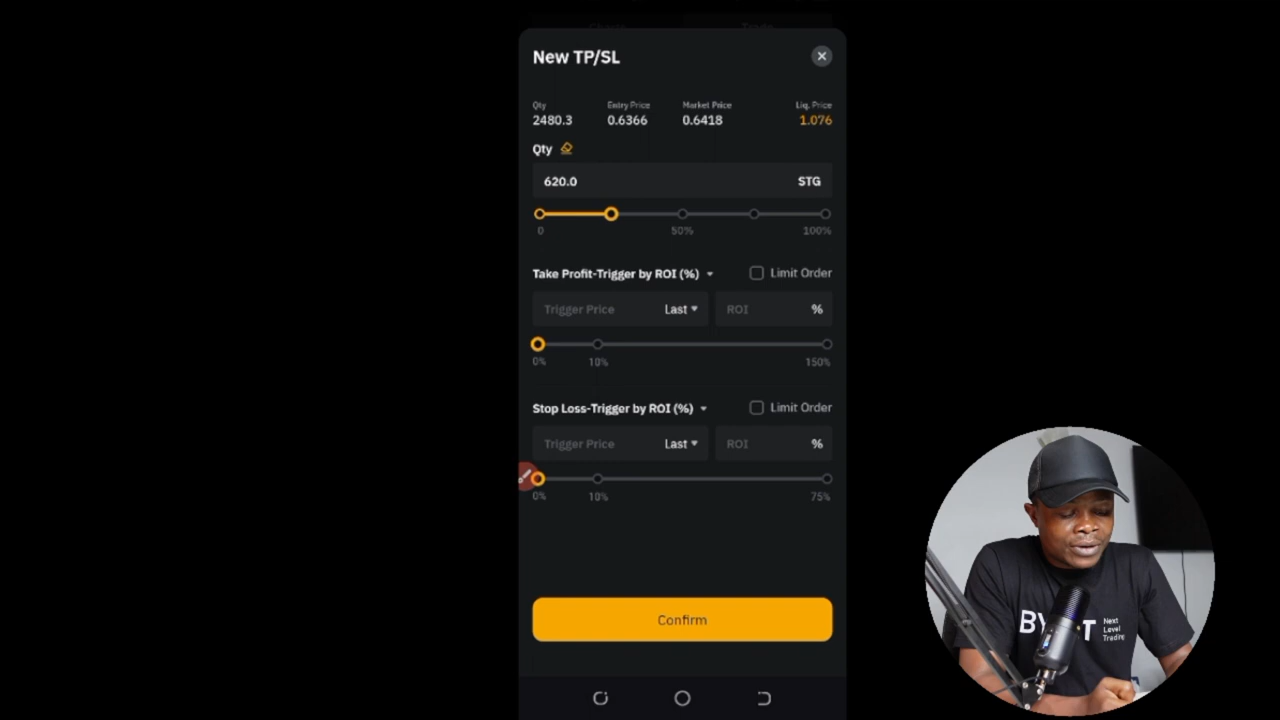 New TP/SL
Qty Entry Price Market Price Liq. Price
2480.3 0.6366 0.6418 1.076
Qty
620.0 STG
0 50% 100%
Take Profit-Trigger by ROI (%) Limit Order
Trigger Price Last ROI %
0% 10% 150%
Stop Loss-Trigger by ROI (%) Limit Order
Trigger Price Last ROI %
0% 10% 75%
Confirm
Next
Level
Trading